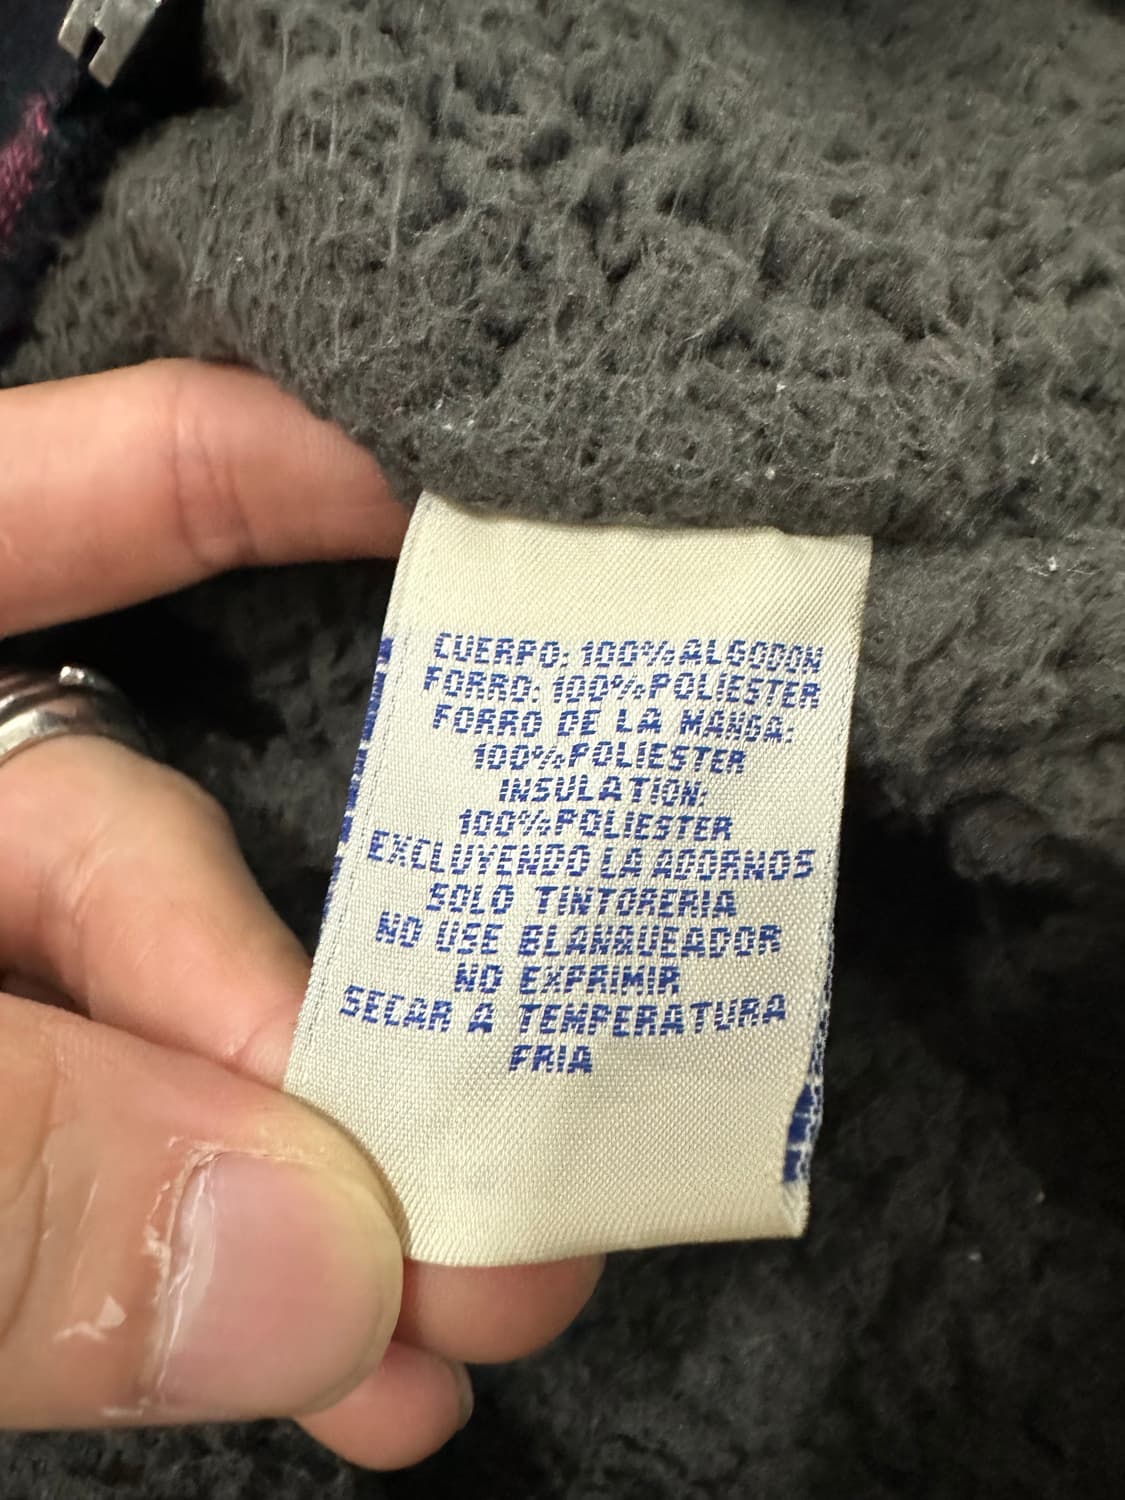 CUERPO: 100%ALGODON
FORRO: 100%POLIESTER
FORRO DE LA MANGA:
100%POLIESTER
INSULATION:
100%POLIESTER
EXCLUYENDO LA ADORNOS
SOLO TINTORERIA
NO USE BLANQUEADOR
NO EXPRIMIR
SECAR A TEMPERATURA
FRIA